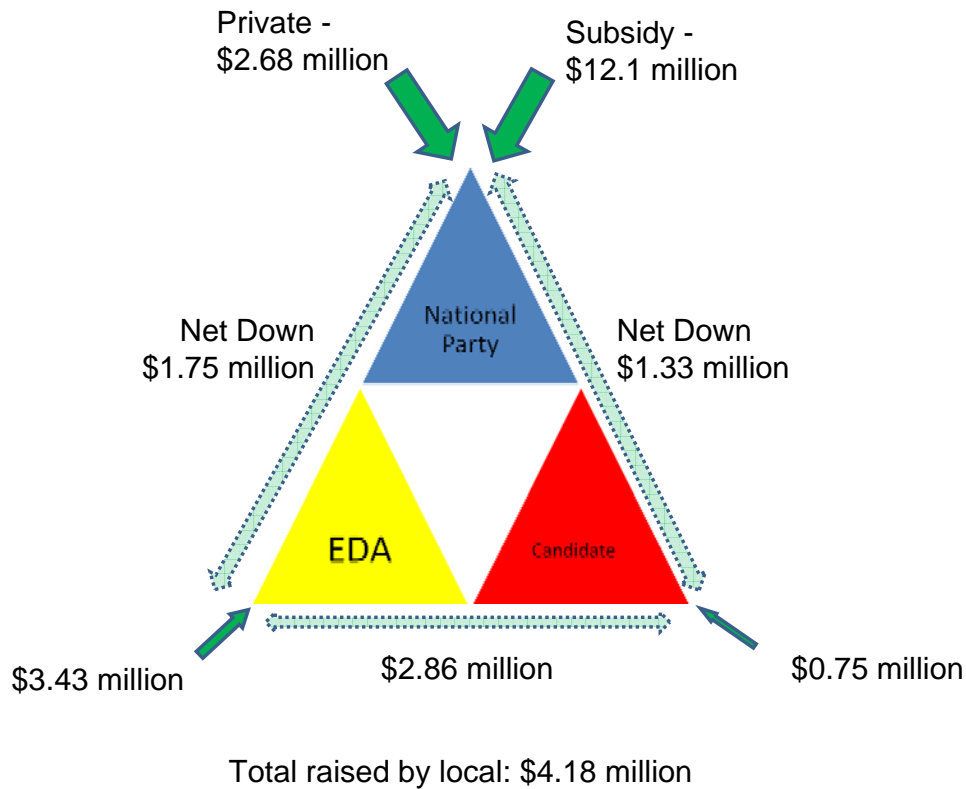 Private -
$2.68 million
Subsidy -
$12.1 million
National
Party
Net Down
$1.75 million
Net Down
$1.33 million
EDA
Candidate
$3.43 million
$2.86 million
$0.75 million
Total raised by local: $4.18 million